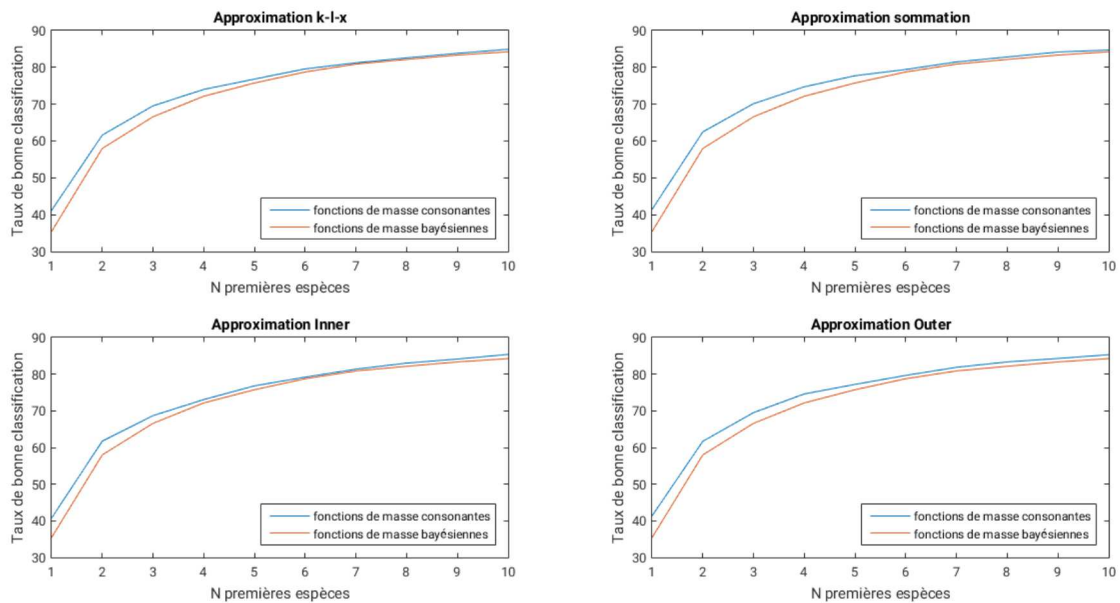 Approximation k-l-x
Taux de bonne classification
90
80
70
60
50
40
30
fonctions de masse consonantes
fonctions de masse bayésiennes
1 2 3 4 5 6 7 8 9 10
N premières espèces
Approximation sommation
Taux de bonne classification
90
80
70
60
50
40
30
fonctions de masse consonantes
fonctions de masse bayésiennes
1 2 3 4 5 6 7 8 9 10
N premières espèces
Approximation Inner
Taux de bonne classification
90
80
70
60
50
40
30
fonctions de masse consonantes
fonctions de masse bayésiennes
1 2 3 4 5 6 7 8 9 10
N premières espèces
Approximation Outer
Taux de bonne classification
90
80
70
60
50
40
30
fonctions de masse consonantes
fonctions de masse bayésiennes
1 2 3 4 5 6 7 8 9 10
N premières espèces